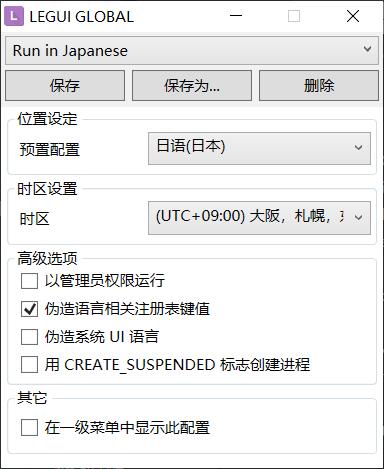 L LEGUI GLOBAL
Run in Japanese
保存 保存为... 删除
位置设定
预置配置 日语(日本)
时区设置
时区 (UTC+09:00) 大阪，札幌，
高级选项
以管理员权限运行
伪造语言相关注册表键值
伪造系统 UI 语言
用 CREATE_SUSPENDED 标志创建进程
其它
在一级菜单中显示此配置